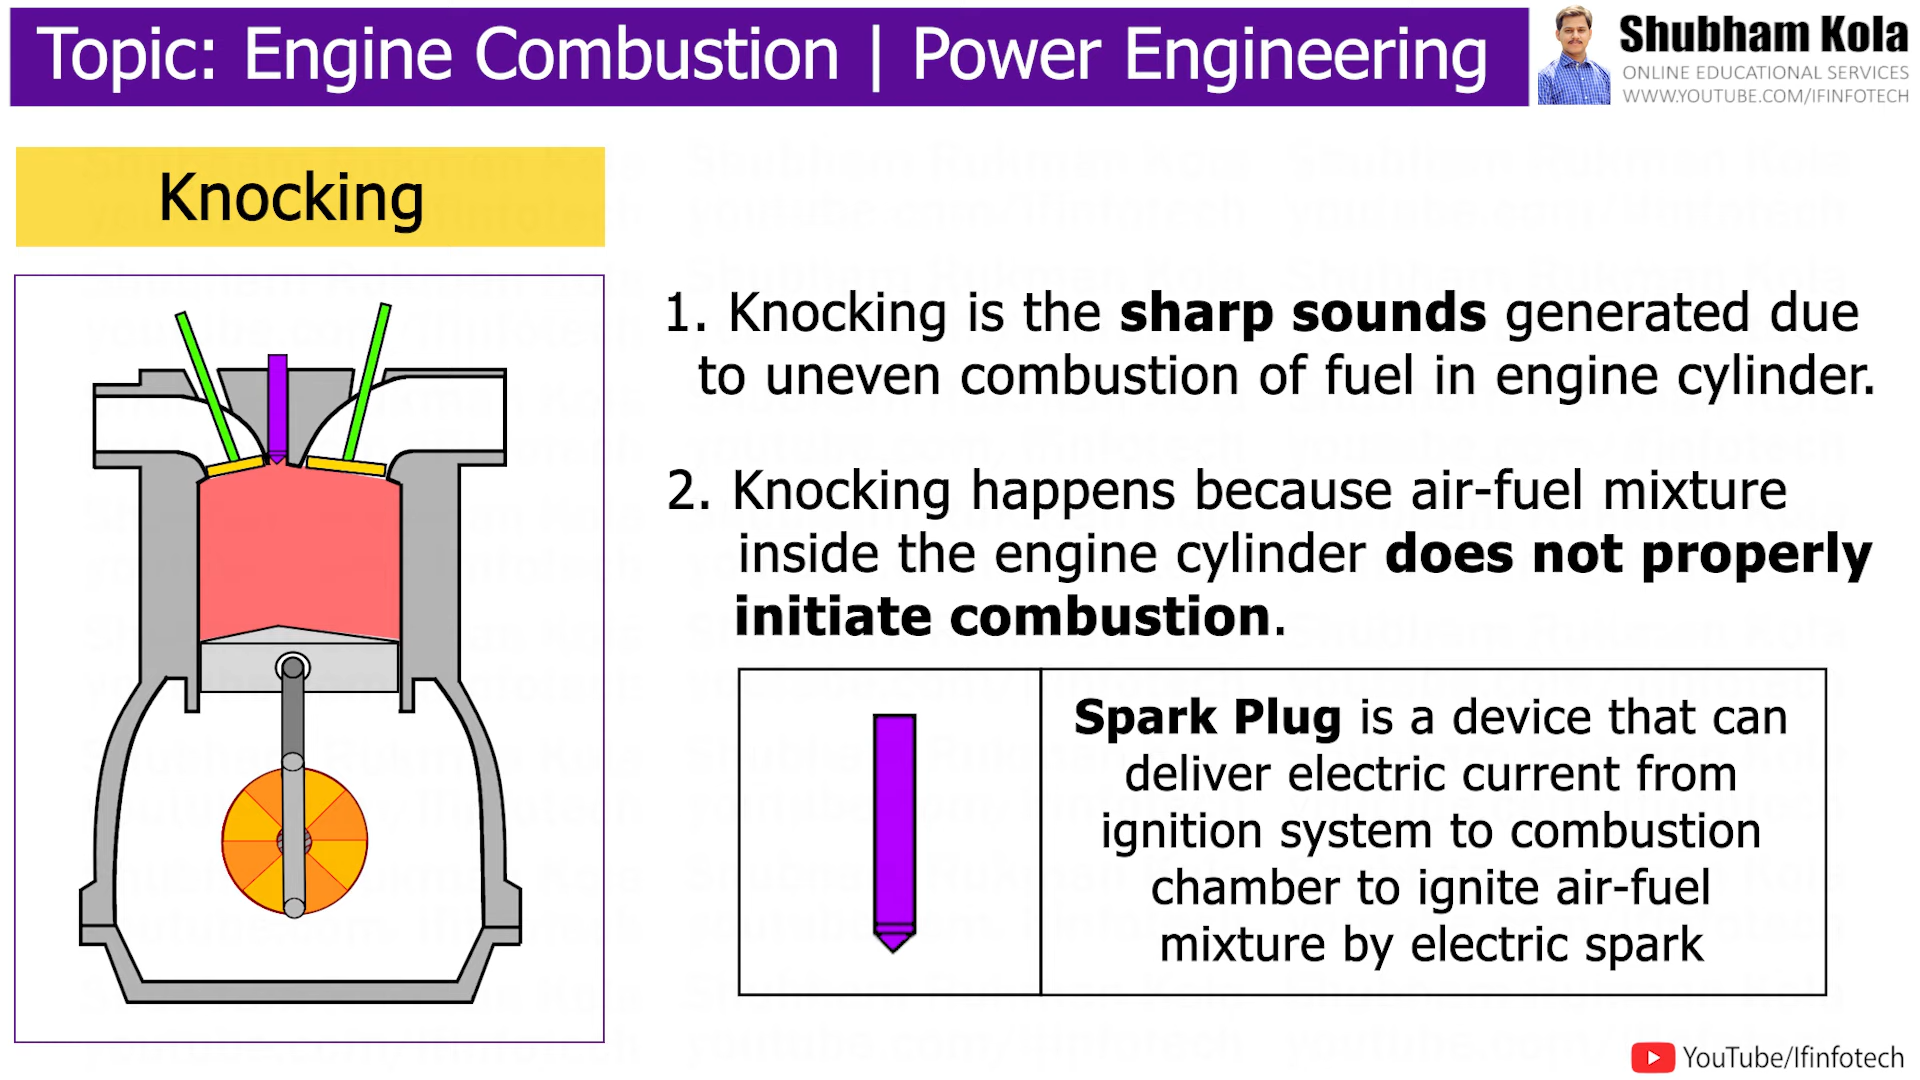 Topic: Engine Combustion | Power Engineering
Shubham Kola
ONLINE EDUCATIONAL SERVICES
WWW.YOUTUBE.COM/IFINFOTECH
Knocking
1. Knocking is the sharp sounds generated due
to uneven combustion of fuel in engine cylinder.
2. Knocking happens because air-fuel mixture
inside the engine cylinder does not properly
initiate combustion.
Spark Plug is a device that can
deliver electric current from
ignition system to combustion
chamber to ignite air-fuel
mixture by electric spark
YouTube/Ifinfotech